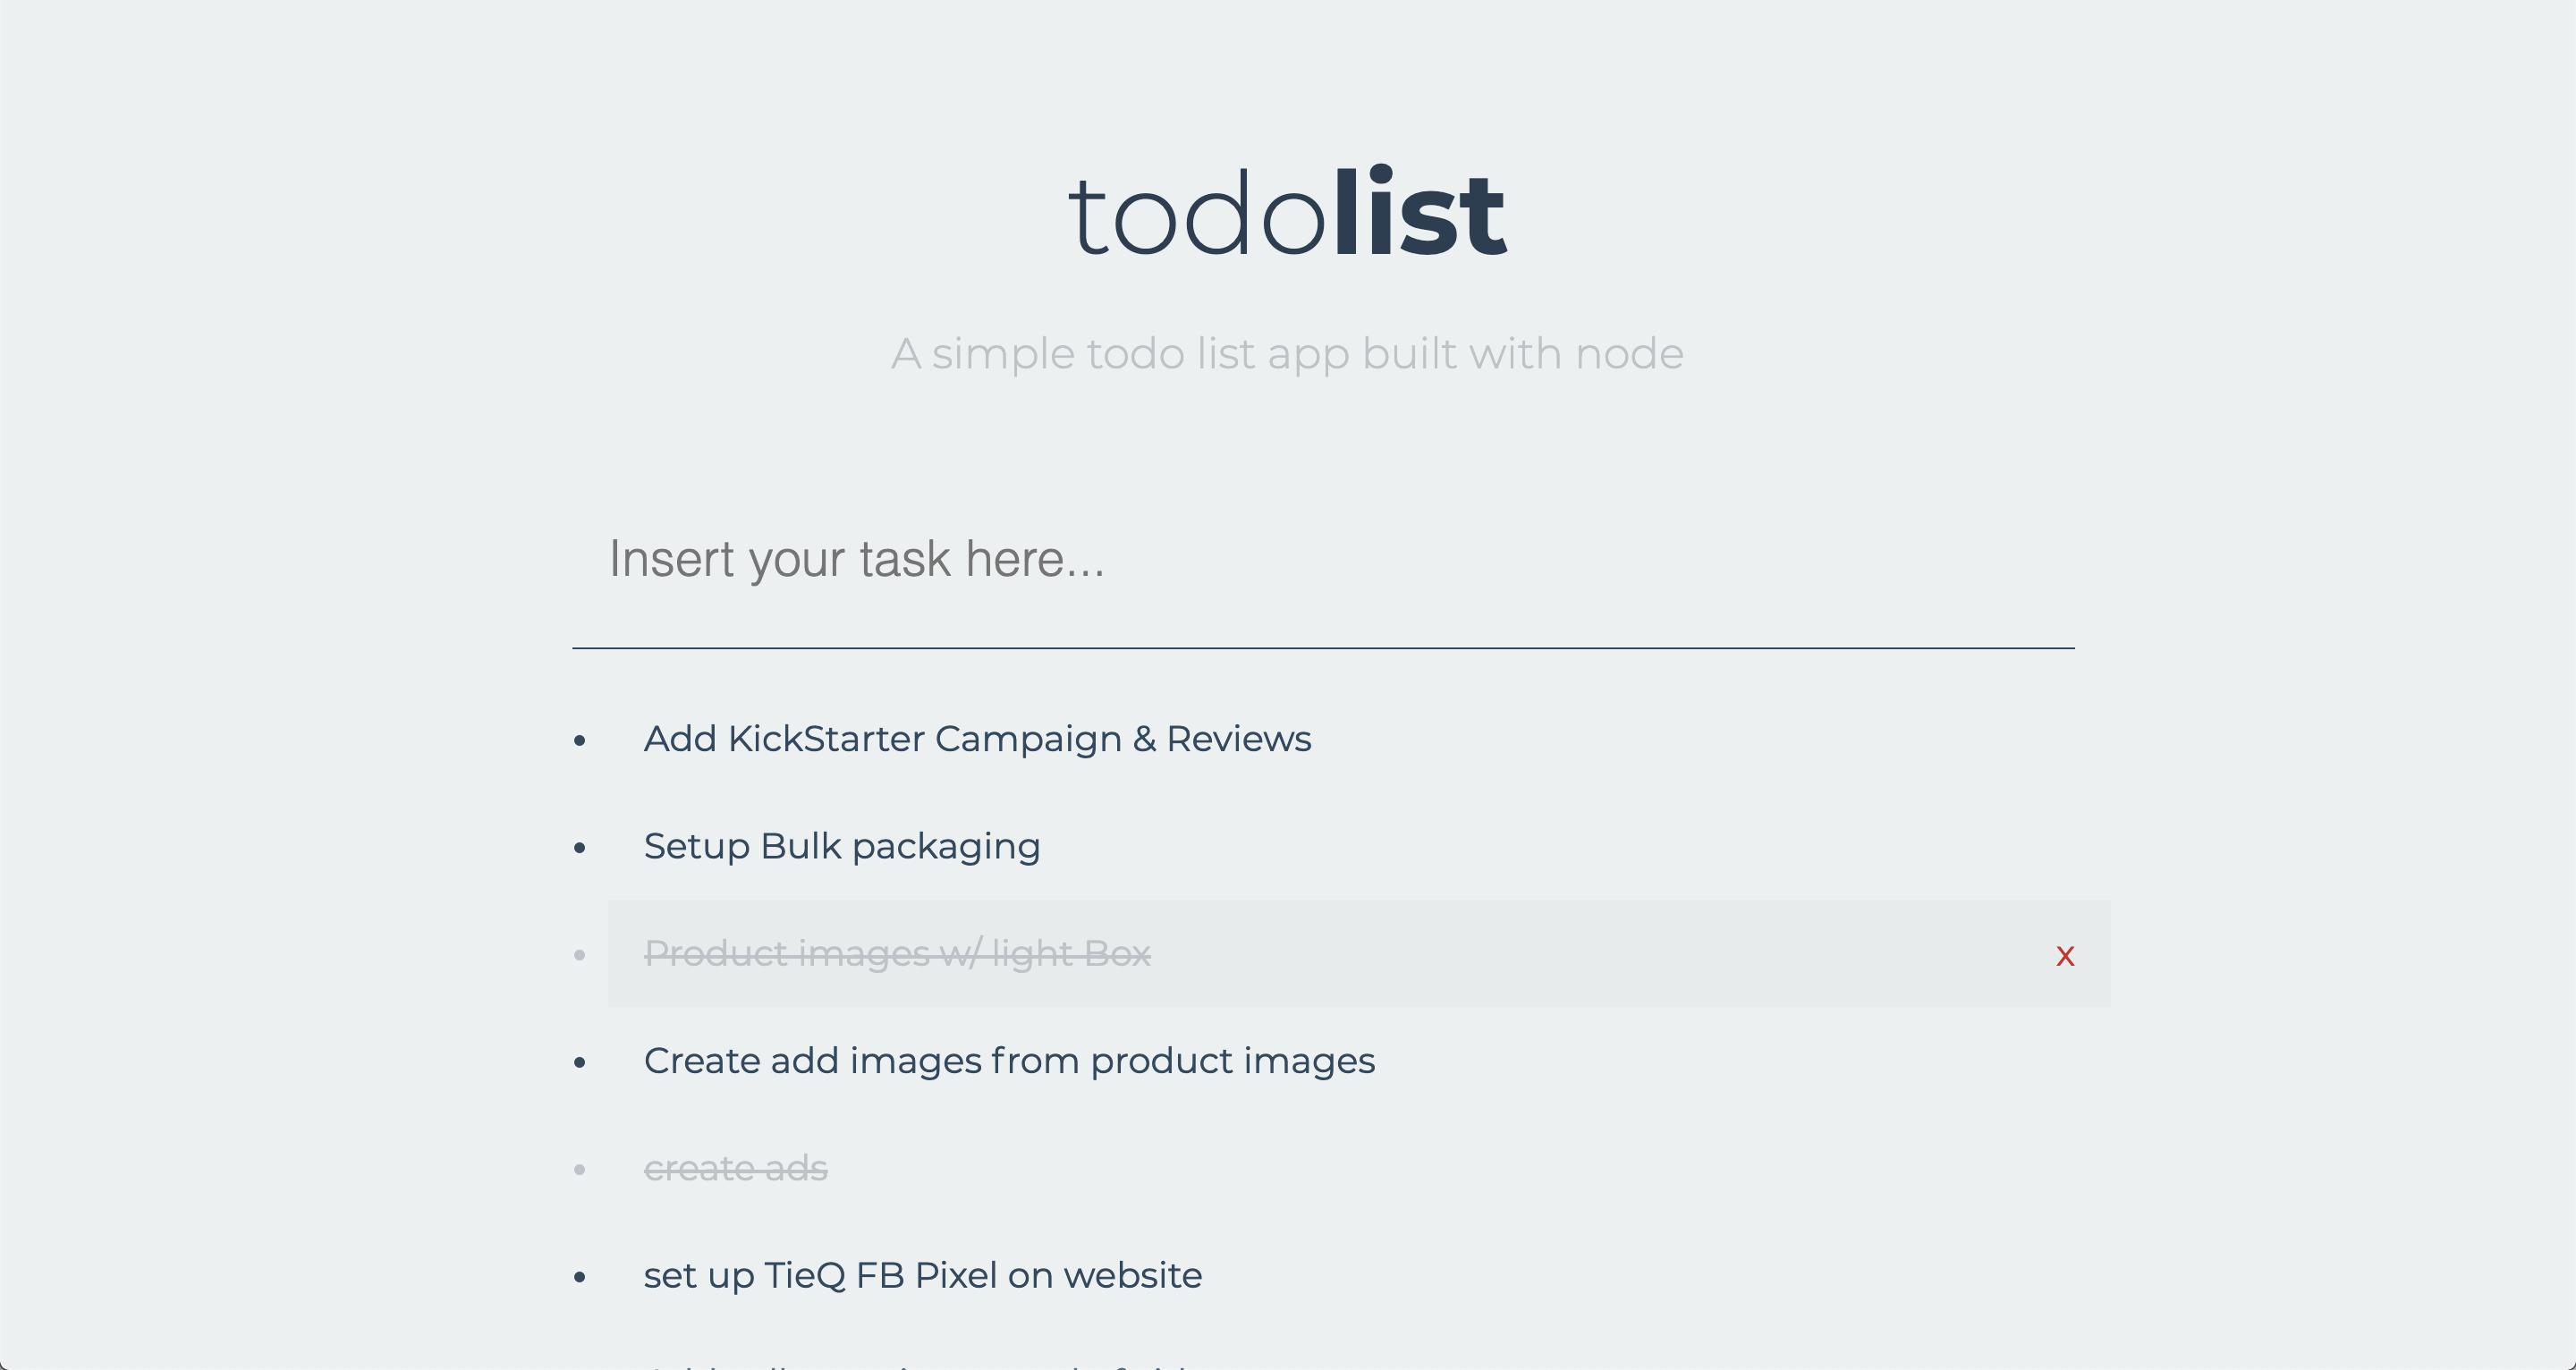 todolist
A simple todo list app built with node
Insert your task here...
Add KickStarter Campaign & Reviews
Setup Bulk packaging
Product images w/ light Box
x
Create add images from product images
create ads
set up TieQ FB Pixel on website